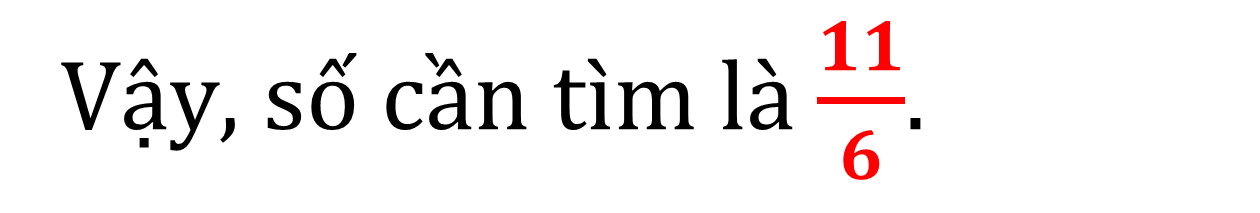 Vậy, số cần tìm là 11/6.